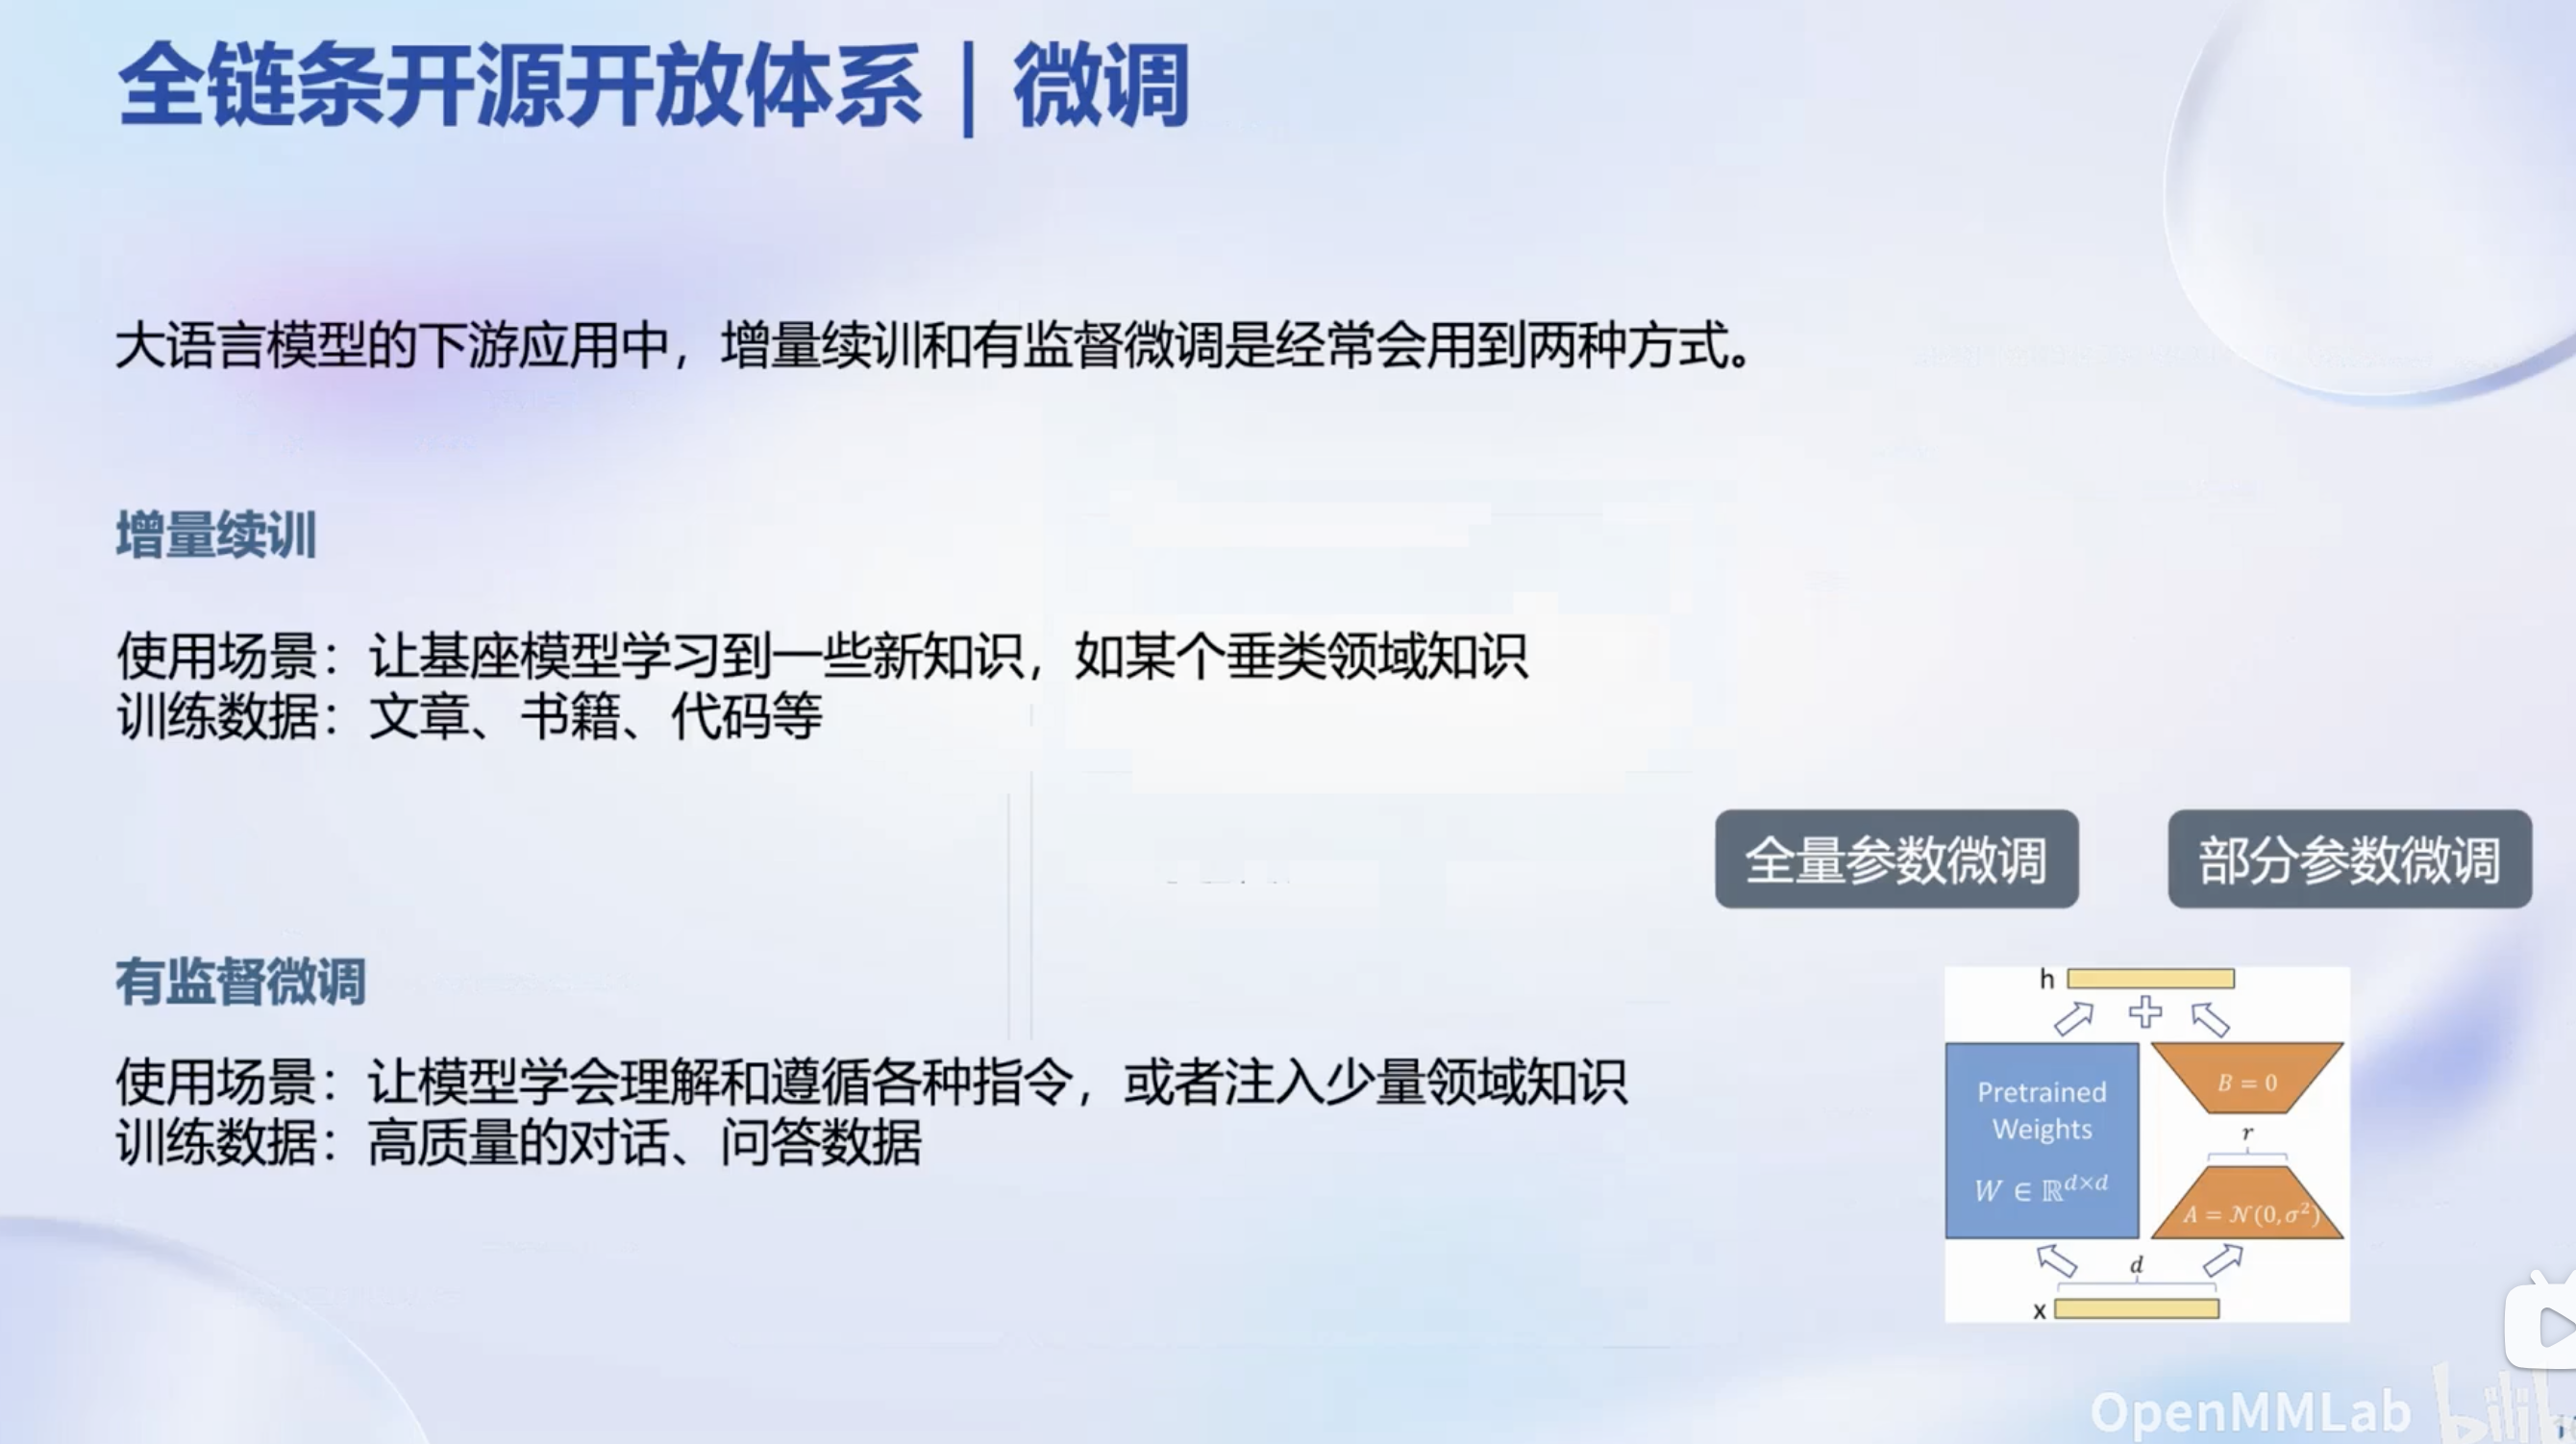 全链条开源开放体系 | 微调
大语言模型的下游应用中，增量续训和有监督微调是经常会用到两种方式。
增量续训
使用场景：让基座模型学习到一些新知识，如某个垂类领域知识
训练数据：文章、书籍、代码等
全量参数微调
部分参数微调
有监督微调
使用场景：让模型学会理解和遵循各种指令，或者注入少量领域知识
训练数据：高质量的对话、问答数据
h
Pretrained
Weights
W ∈ ℝ^{d×d}
B = 0
r
A = 𝒩(0, σ²)
d
x
OpenMMLab